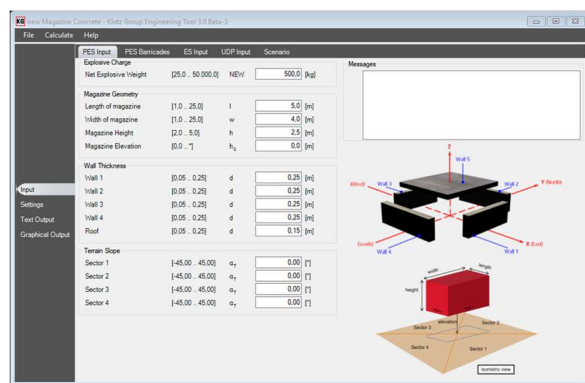 KG new Magazine Concrete - Klotz Group Engineering Tool 3.0 Beta-3
File Calculate Help
PES Input PES Barricades ES Input UDP Input Scenario
Explosive Charge
Net Explosive Weight [25,0 .. 50.000,0] NEW 500,0 [kg]
Magazine Geometry
Length of magazine [1,0 .. 25,0] l 5,0 [m]
Width of magazine [1,0 .. 25,0] w 4,0 [m]
Magazine Height [2,0 .. 5,0] h 2,5 [m]
Magazine Elevation [0,0 .. *] h0 0,0 [m]
Wall Thickness
Wall 1 [0,05 .. 0,25] d 0,25 [m]
Wall 2 [0,05 .. 0,25] d 0,25 [m]
Wall 3 [0,05 .. 0,25] d 0,25 [m]
Wall 4 [0,05 .. 0,25] d 0,25 [m]
Roof [0,05 .. 0,25] d 0,15 [m]
Terrain Slope
Sector 1 [-45,00 .. 45,00] αT 0,00 [°]
Sector 2 [-45,00 .. 45,00] αT 0,00 [°]
Sector 3 [-45,00 .. 45,00] αT 0,00 [°]
Sector 4 [-45,00 .. 45,00] αT 0,00 [°]
Input
Settings
Text Output
Graphical Output
Messages
Z
Wall 5
(West) Wall 3 Wall 2 Y (North)
(South) X (East)
Wall 4 Wall 1
width length
height
elevation
Sector 3 Sector 2
Sector 4 Sector 1
isometric view